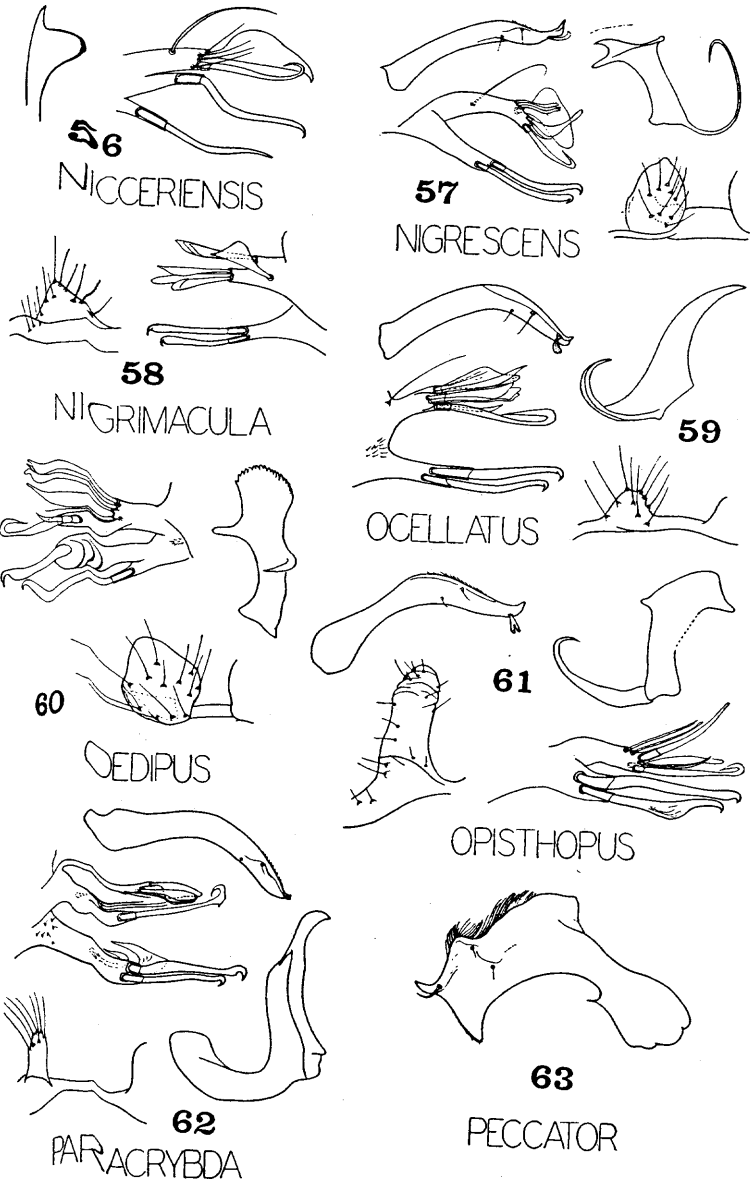 56
NICCERIENSIS
57
NIGRESCENS
58
NIGRIMACULA
59
OCELLATUS
60
OEDIPUS
61
OPISTHOPUS
62
PARACRYBDA
63
PECCATOR